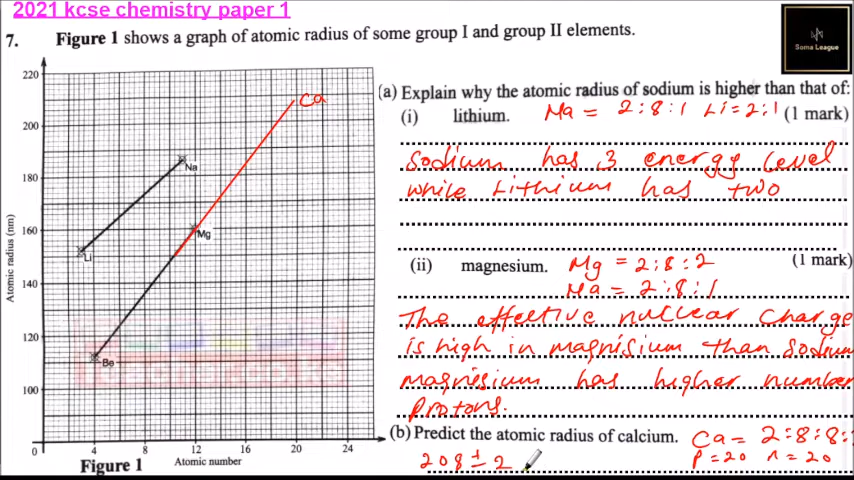 2021 kcse chemistry paper 1
7. Figure 1 shows a graph of atomic radius of some group I and group II elements.
Soma League
220
200
180
160
140
120
100
0 4 8 12 16 20 24
Atomic radius (nm)
Atomic number
Figure 1
Li
Na
Be
Mg
Ca
(a) Explain why the atomic radius of sodium is higher than that of:
(i) lithium. Na = 2:8:1 Li=2:1 (1 mark)
Sodium has 3 energy level
while Lithium has two
(ii) magnesium. Mg = 2:8:2 (1 mark)
Na = 2:8:1
The effective nuclear charge
is high in magnisium than sodium
magnesium has higher number
protons.
(b) Predict the atomic radius of calcium. Ca = 2:8:8:
208 ± 2 P=20 n=20